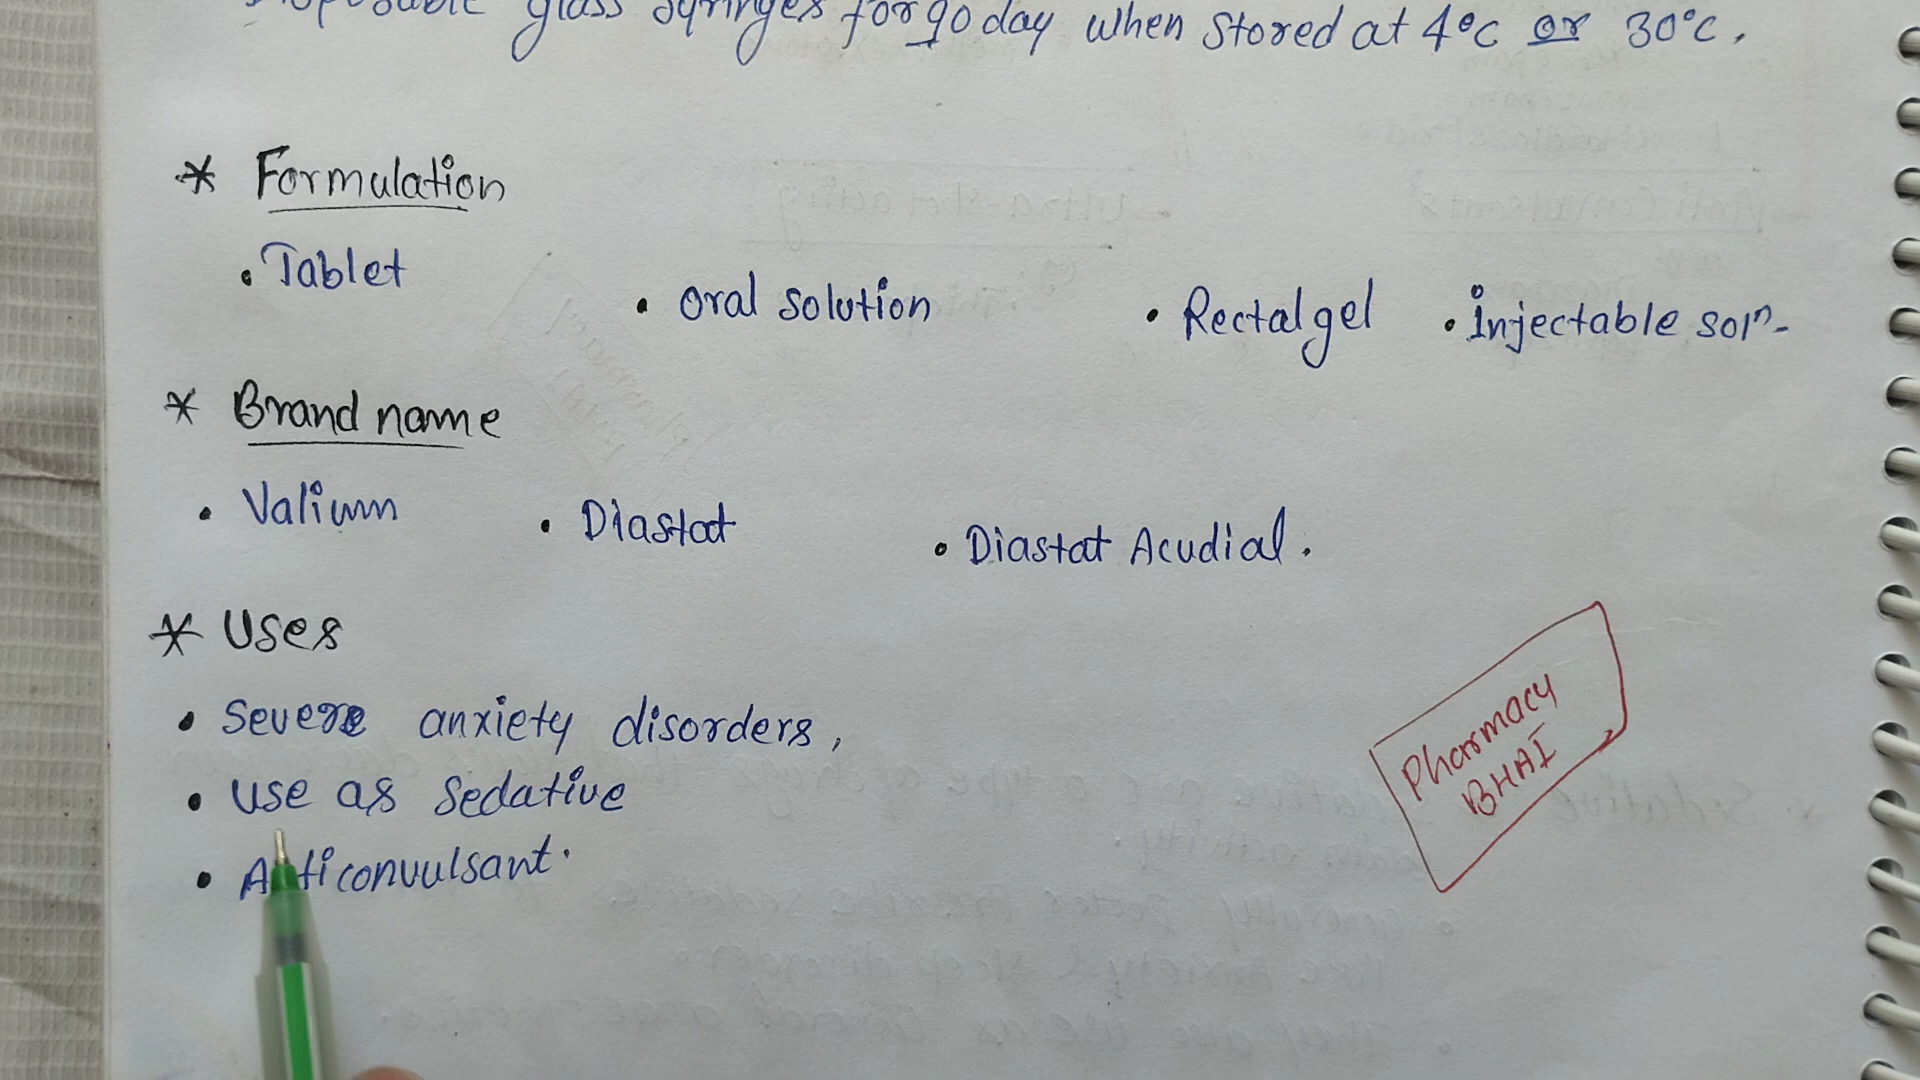 Disposable glass syringes for 90 day when stored at 4°c or 30°c.
* Formulation
• Tablet • oral solution • Rectal gel • Injectable solⁿ-
* Brand name
• Valium • Diastat • Diastat Acudial.
* Uses
• Severe anxiety disorders,
• Use as Sedative
• Anticonvulsant.
Pharmacy
BHAI